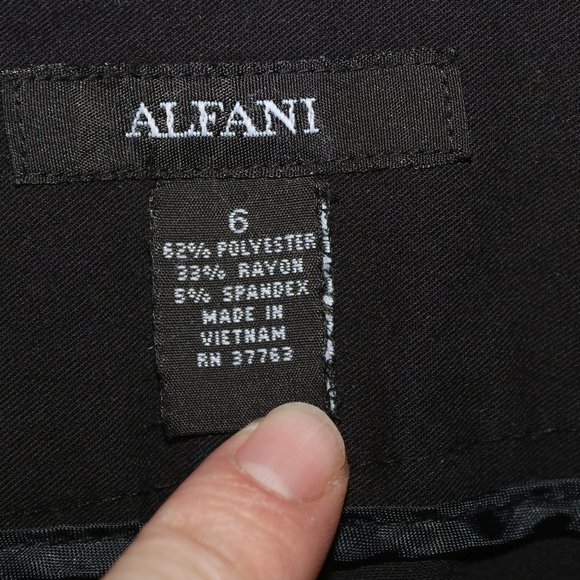 ALFANI
6
62% POLYESTER
33% RAYON
5% SPANDEX
MADE IN
VIETNAM
RN 37763